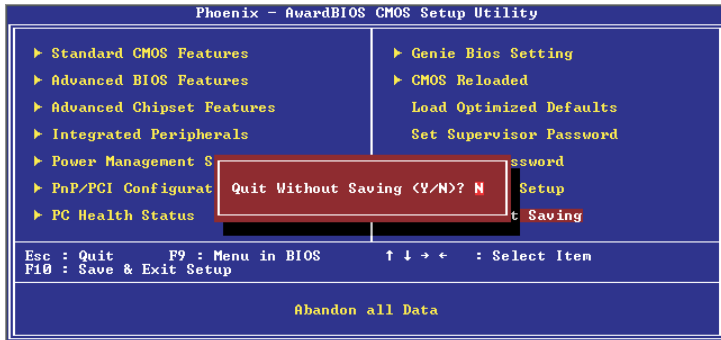 Phoenix - AwardBIOS CMOS Setup Utility
▶ Standard CMOS Features
▶ Advanced BIOS Features
▶ Advanced Chipset Features
▶ Integrated Peripherals
▶ Power Management S
▶ PnP/PCI Configurat
▶ PC Health Status
▶ Genie Bios Setting
▶ CMOS Reloaded
Load Optimized Defaults
Set Supervisor Password
ssword
Setup
t Saving
Quit Without Saving (Y/N)? N
Esc : Quit F9 : Menu in BIOS ↑ ↓ → ← : Select Item
F10 : Save & Exit Setup
Abandon all Data